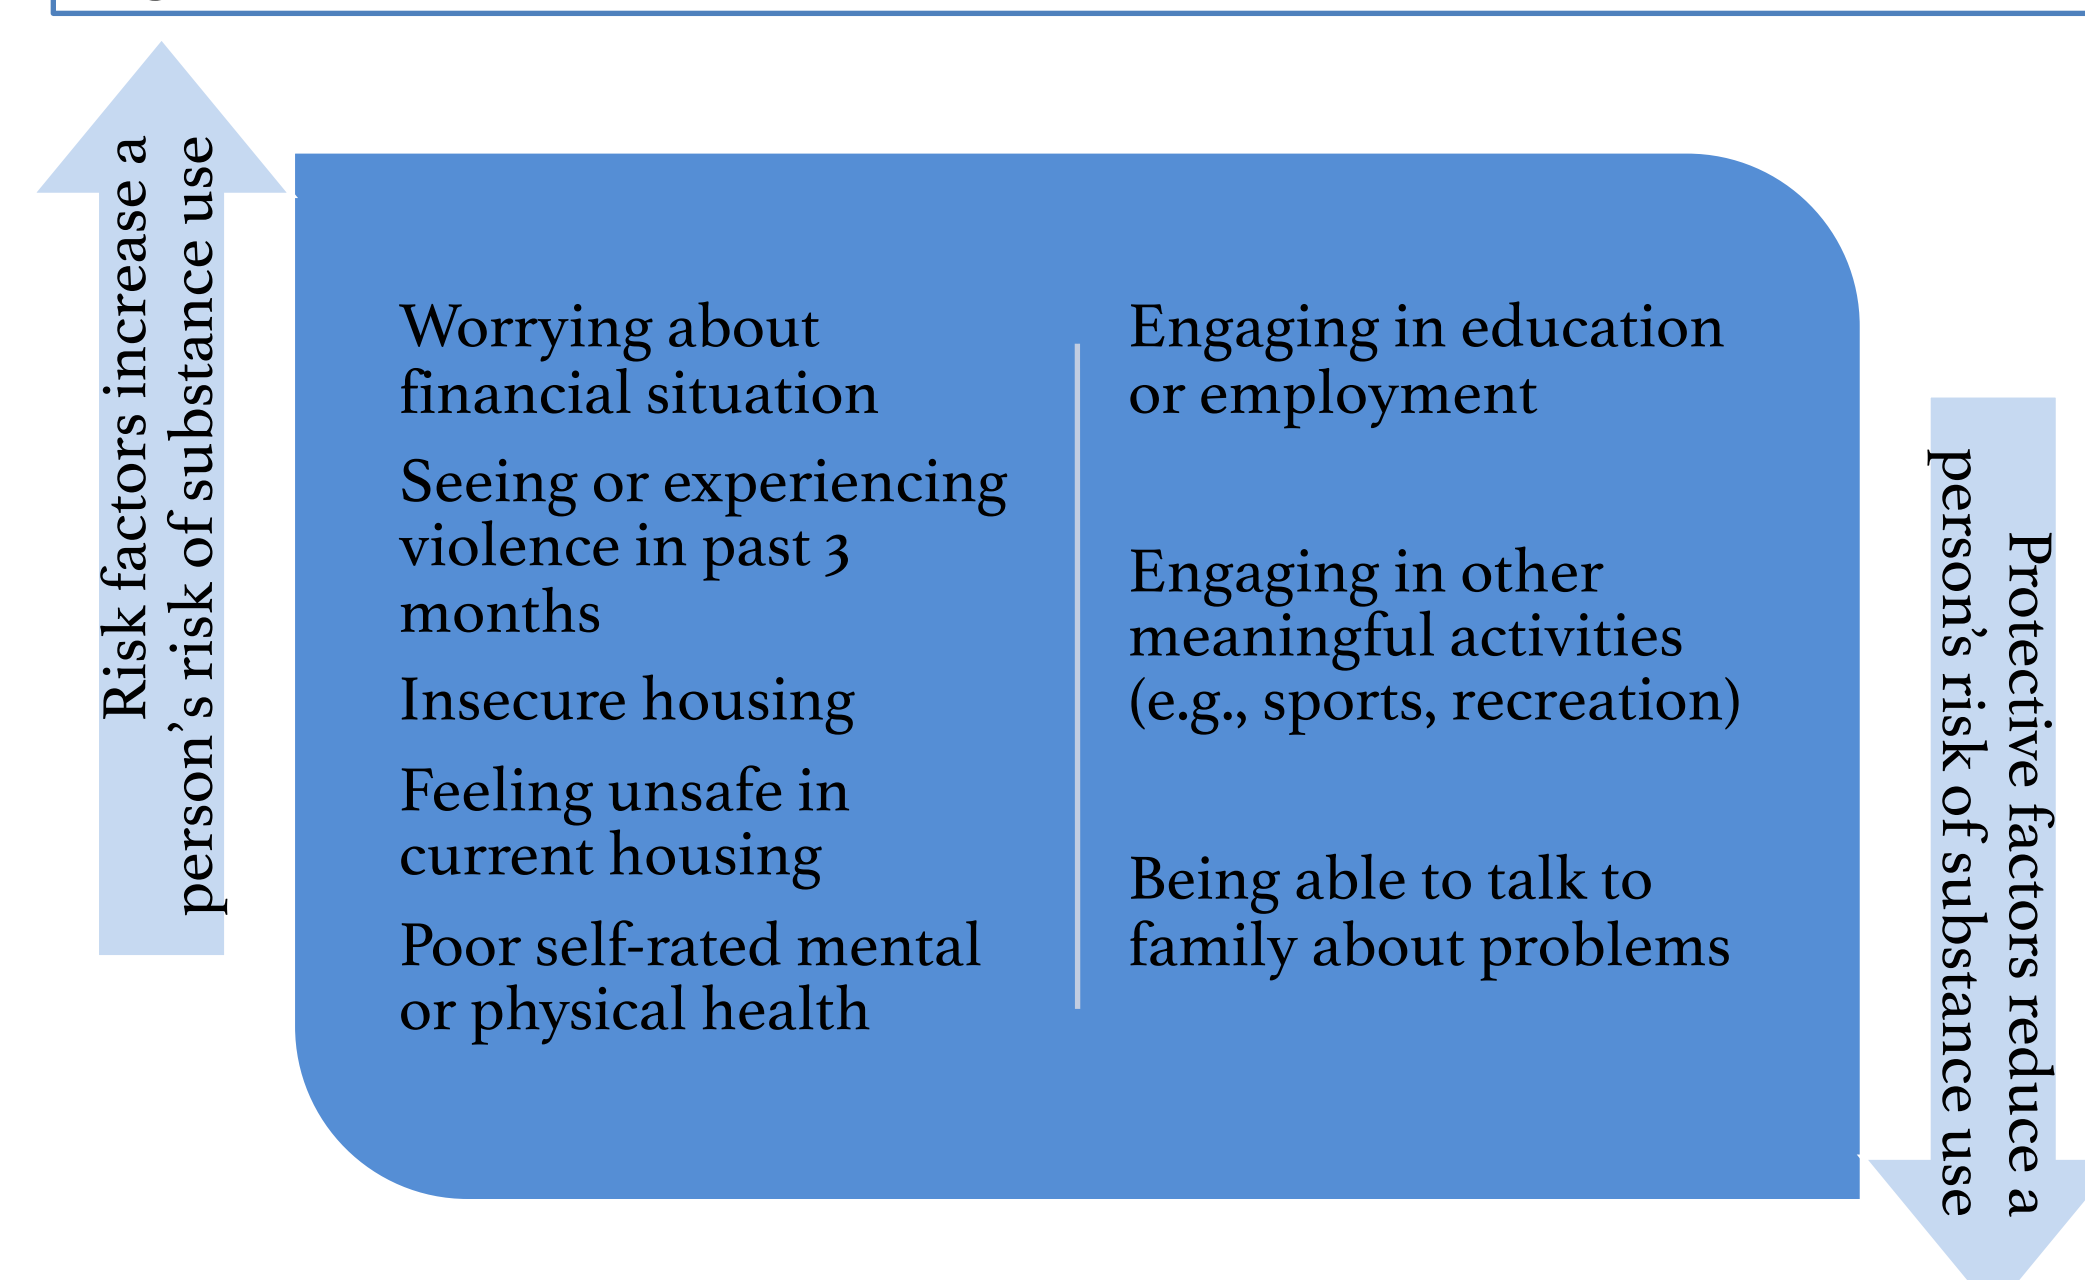 Risk factors increase a
person's risk of substance use
Worrying about
financial situation
Seeing or experiencing
violence in past 3
months
Insecure housing
Feeling unsafe in
current housing
Poor self-rated mental
or physical health
Engaging in education
or employment
Engaging in other
meaningful activities
(e.g., sports, recreation)
Being able to talk to
family about problems
Protective factors reduce a
person’s risk of substance use